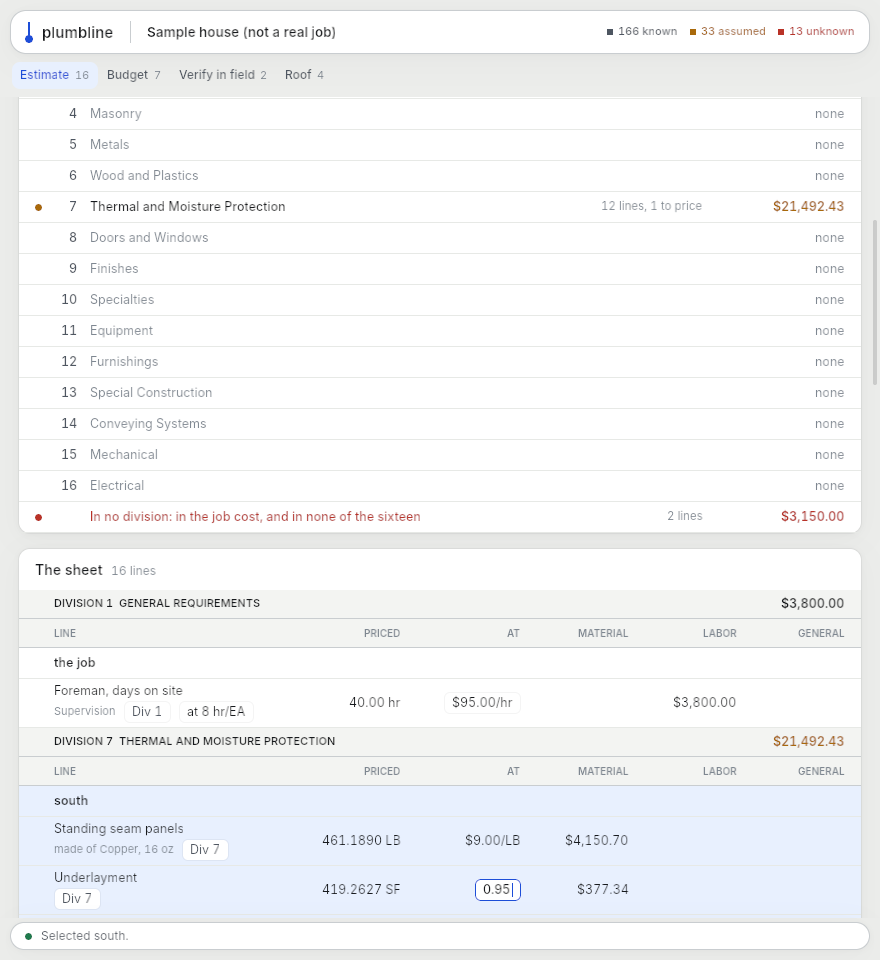 plumbline Sample house (not a real job) 166 known 33 assumed 13 unknown
Estimate 16 Budget 7 Verify in field 2 Roof 4
4 Masonry none
5 Metals none
6 Wood and Plastics none
7 Thermal and Moisture Protection 12 lines, 1 to price $21,492.43
8 Doors and Windows none
9 Finishes none
10 Specialties none
11 Equipment none
12 Furnishings none
13 Special Construction none
14 Conveying Systems none
15 Mechanical none
16 Electrical none
In no division: in the job cost, and in none of the sixteen 2 lines $3,150.00
The sheet 16 lines
DIVISION 1 GENERAL REQUIREMENTS $3,800.00
LINE PRICED AT MATERIAL LABOR GENERAL
the job
Foreman, days on site 40.00 hr $95.00/hr $3,800.00
Supervision Div 1 at 8 hr/EA
DIVISION 7 THERMAL AND MOISTURE PROTECTION $21,492.43
LINE PRICED AT MATERIAL LABOR GENERAL
south
Standing seam panels 461.1890 LB $9.00/LB $4,150.70
made of Copper, 16 oz Div 7
Underlayment 419.2627 SF 0.95 $377.34
Div 7
Selected south.